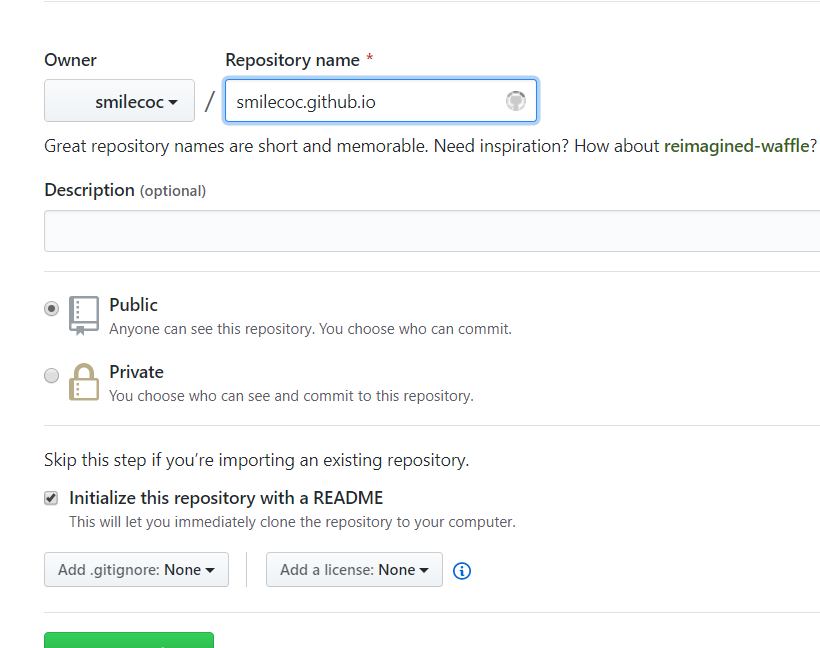 Owner
Repository name *
smilecoc / smilecoc.github.io
Great repository names are short and memorable. Need inspiration? How about reimagined-waffle?
Description (optional)
Public
Anyone can see this repository. You choose who can commit.
Private
You choose who can see and commit to this repository.
Skip this step if you’re importing an existing repository.
Initialize this repository with a README
This will let you immediately clone the repository to your computer.
Add .gitignore: None
Add a license: None